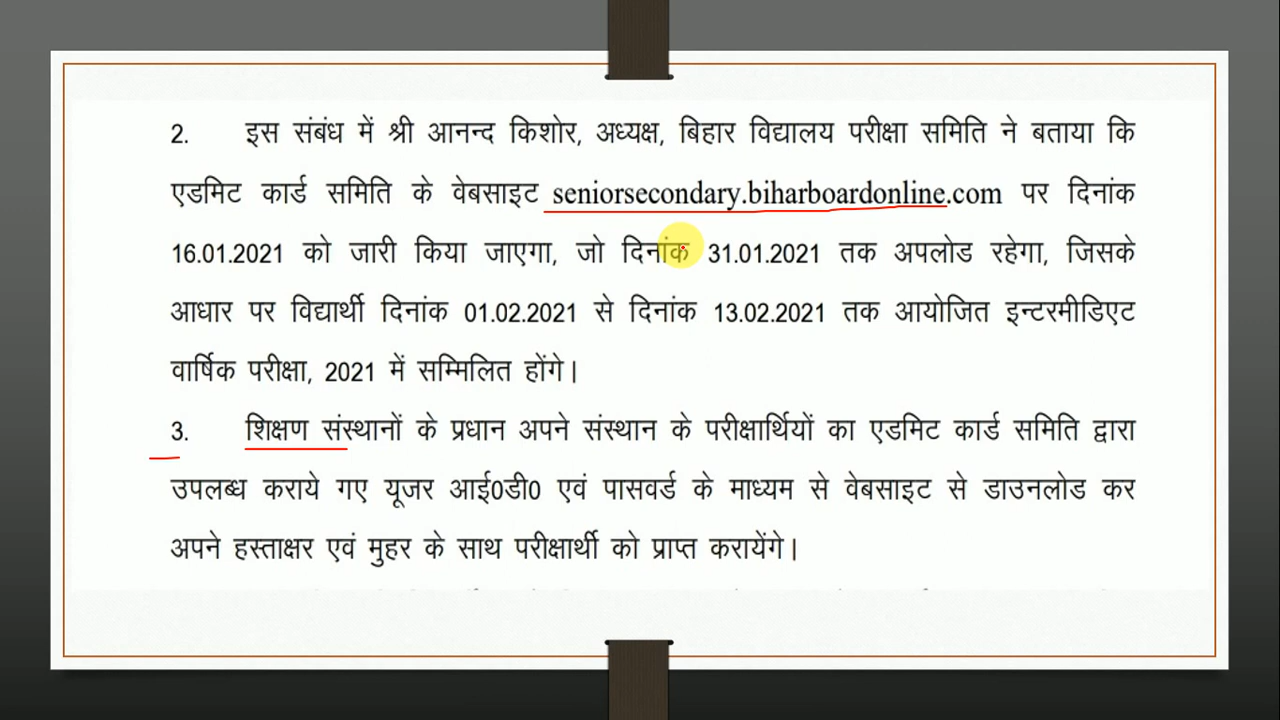 2. इस संबंध में श्री आनन्द किशोर, अध्यक्ष, बिहार विद्यालय परीक्षा समिति ने बताया कि
एडमिट कार्ड समिति के वेबसाइट seniorsecondary.biharboardonline.com पर दिनांक
16.01.2021 को जारी किया जाएगा, जो दिनांक 31.01.2021 तक अपलोड रहेगा, जिसके
आधार पर विद्यार्थी दिनांक 01.02.2021 से दिनांक 13.02.2021 तक आयोजित इन्टरमीडिएट
वार्षिक परीक्षा, 2021 में सम्मिलित होंगे।
3. शिक्षण संस्थानों के प्रधान अपने संस्थान के परीक्षार्थियों का एडमिट कार्ड समिति द्वारा
उपलब्ध कराये गए यूजर आई0डी0 एवं पासवर्ड के माध्यम से वेबसाइट से डाउनलोड कर
अपने हस्ताक्षर एवं मुहर के साथ परीक्षार्थी को प्राप्त करायेंगे।